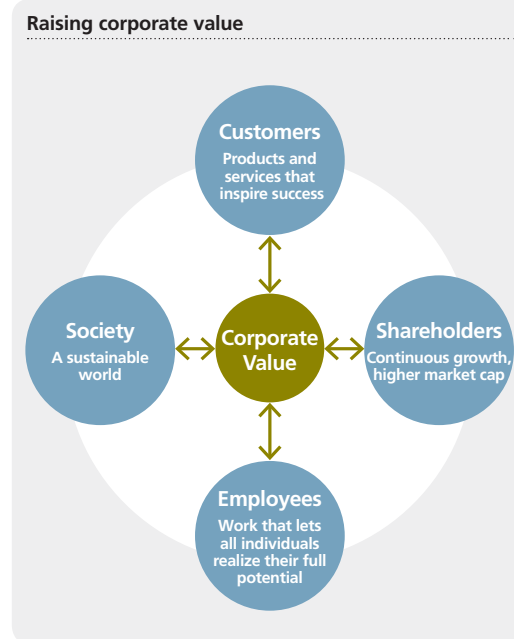 Raising corporate value
Customers
Products and
services that
inspire success
Society
A sustainable
world
Corporate
Value
Shareholders
Continuous growth,
higher market cap
Employees
Work that lets
all individuals
realize their full
potential